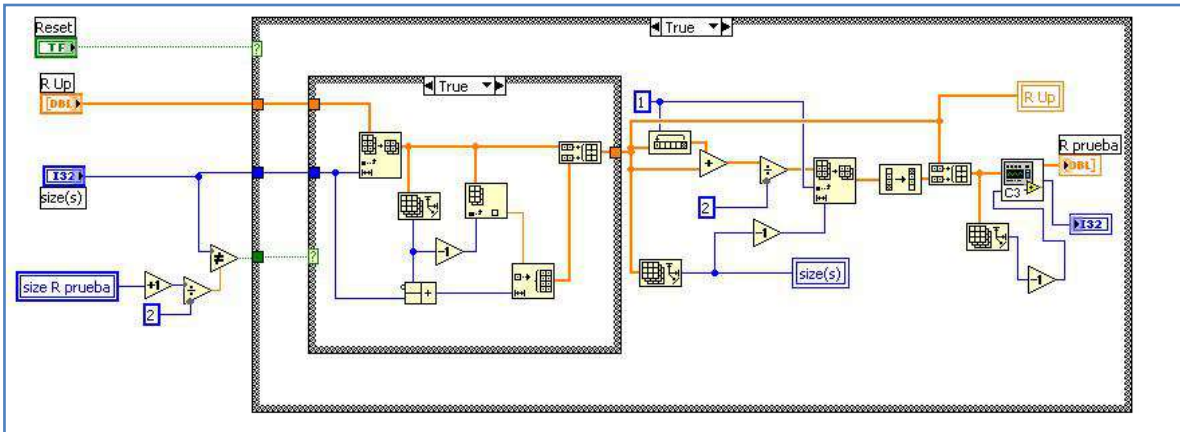 Reset
TF
True
R Up
[DBL]
True
1
R Up
R prueba
DBL]
I32
size(s)
2
C3
I32
-1
-1
size(s)
-1
size R prueba
+1
2